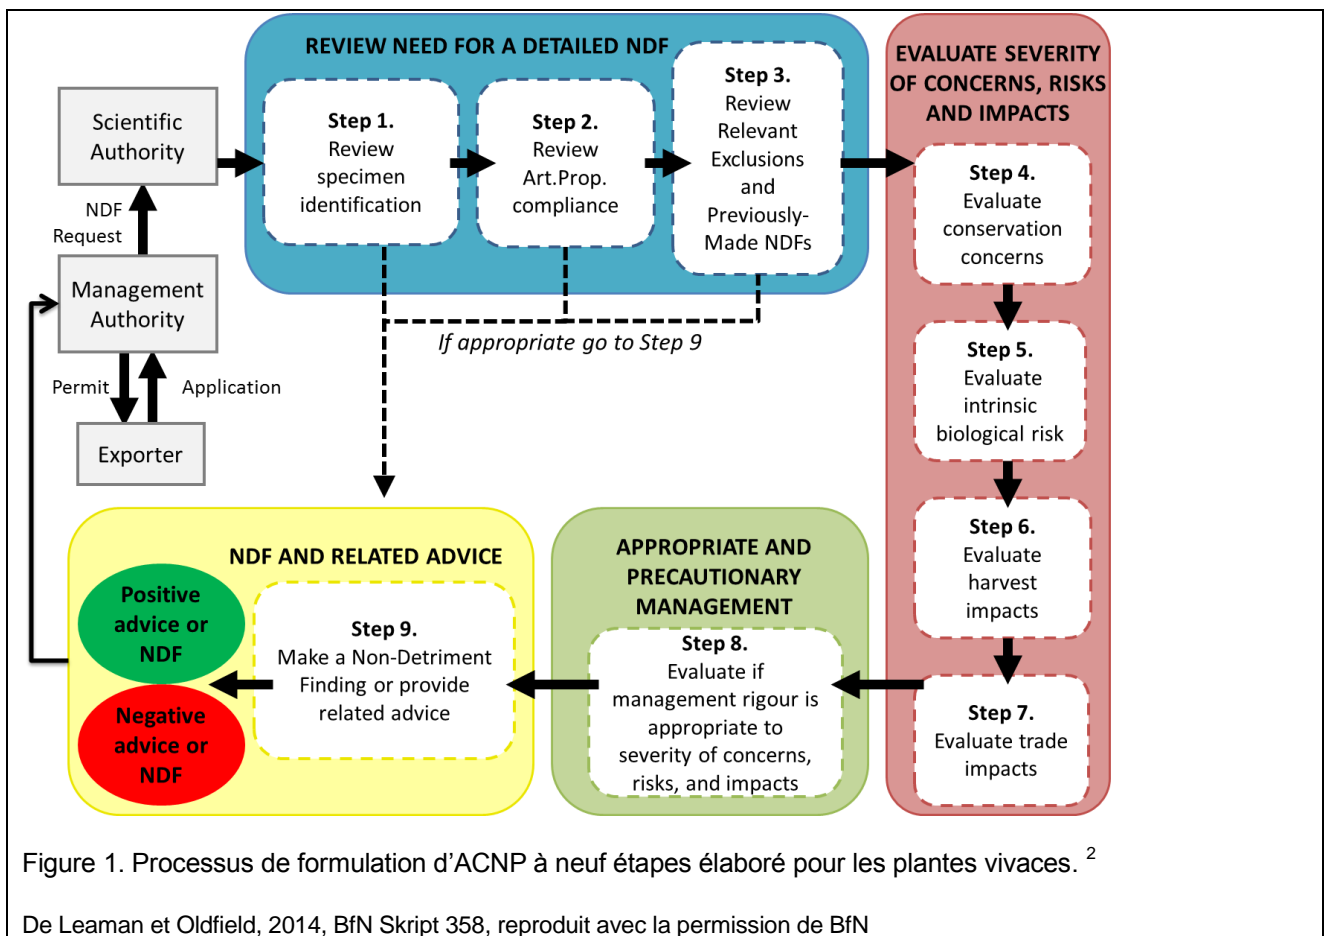 REVIEW NEED FOR A DETAILED NDF
Scientific
Authority
NDF
Request
Management
Authority
Permit
Application
Exporter
Step 1.
Review
specimen
identification
Step 2.
Review
Art.Prop.
compliance
Step 3.
Review
Relevant
Exclusions
and
Previously-
Made NDFs
If appropriate go to Step 9
EVALUATE SEVERITY
OF CONCERNS, RISKS
AND IMPACTS
Step 4.
Evaluate
conservation
concerns
Step 5.
Evaluate
intrinsic
biological risk
Step 6.
Evaluate
harvest
impacts
Step 7.
Evaluate trade
impacts
APPROPRIATE AND
PRECAUTIONARY
MANAGEMENT
Step 8.
Evaluate if
management rigour is
appropriate to
severity of concerns,
risks, and impacts
NDF AND RELATED ADVICE
Step 9.
Make a Non-Detriment
Finding or provide
related advice
Positive
advice or
NDF
Negative
advice or
NDF
Figure 1. Processus de formulation d’ACNP à neuf étapes élaboré pour les plantes vivaces. 2
De Leaman et Oldfield, 2014, BfN Skript 358, reproduit avec la permission de BfN